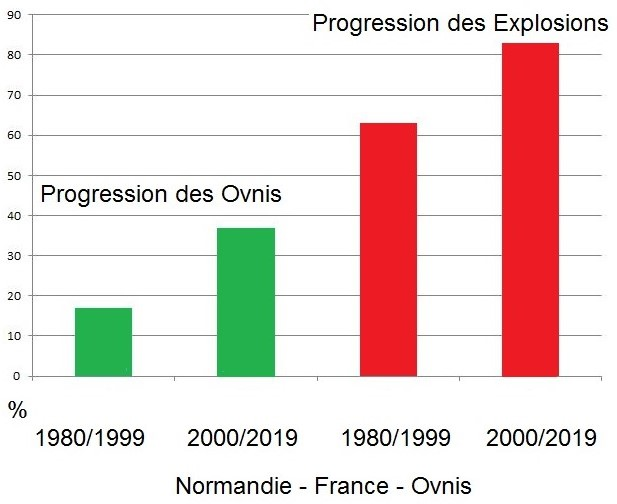 Progression des Explosions
90
80
70
60
50
40
30
20
10
0
Progression des Ovnis
%
1980/1999 2000/2019 1980/1999 2000/2019
Normandie - France - Ovnis